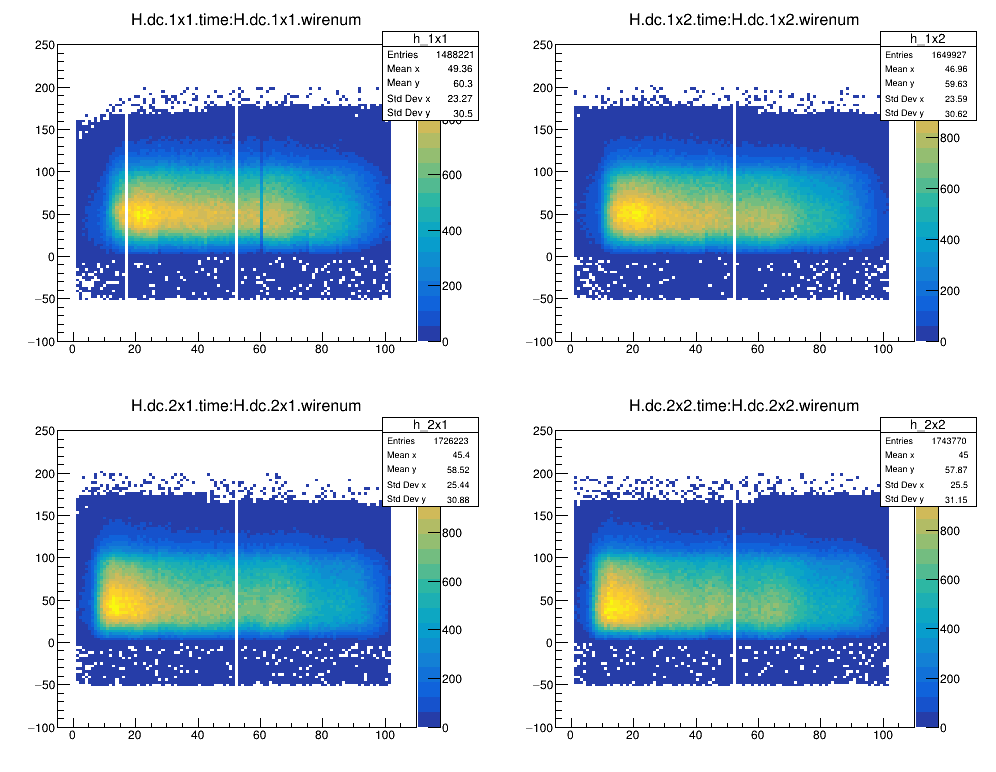 H.dc.1x1.time:H.dc.1x1.wirenum
h_1x1
Entries 1488221
Mean x 49.36
Mean y 60.3
Std Dev x 23.27
Std Dev y 30.5
250
200
150
100
50
0
−50
−100
0 20 40 60 80 100
800
600
400
200
0
H.dc.1x2.time:H.dc.1x2.wirenum
h_1x2
Entries 1649927
Mean x 46.96
Mean y 59.63
Std Dev x 23.59
Std Dev y 30.62
250
200
150
100
50
0
−50
−100
0 20 40 60 80 100
800
600
400
200
0
H.dc.2x1.time:H.dc.2x1.wirenum
h_2x1
Entries 1726223
Mean x 45.4
Mean y 58.52
Std Dev x 25.44
Std Dev y 30.88
250
200
150
100
50
0
−50
−100
0 20 40 60 80 100
800
600
400
200
0
H.dc.2x2.time:H.dc.2x2.wirenum
h_2x2
Entries 1743770
Mean x 45
Mean y 57.87
Std Dev x 25.5
Std Dev y 31.15
250
200
150
100
50
0
−50
−100
0 20 40 60 80 100
800
600
400
200
0